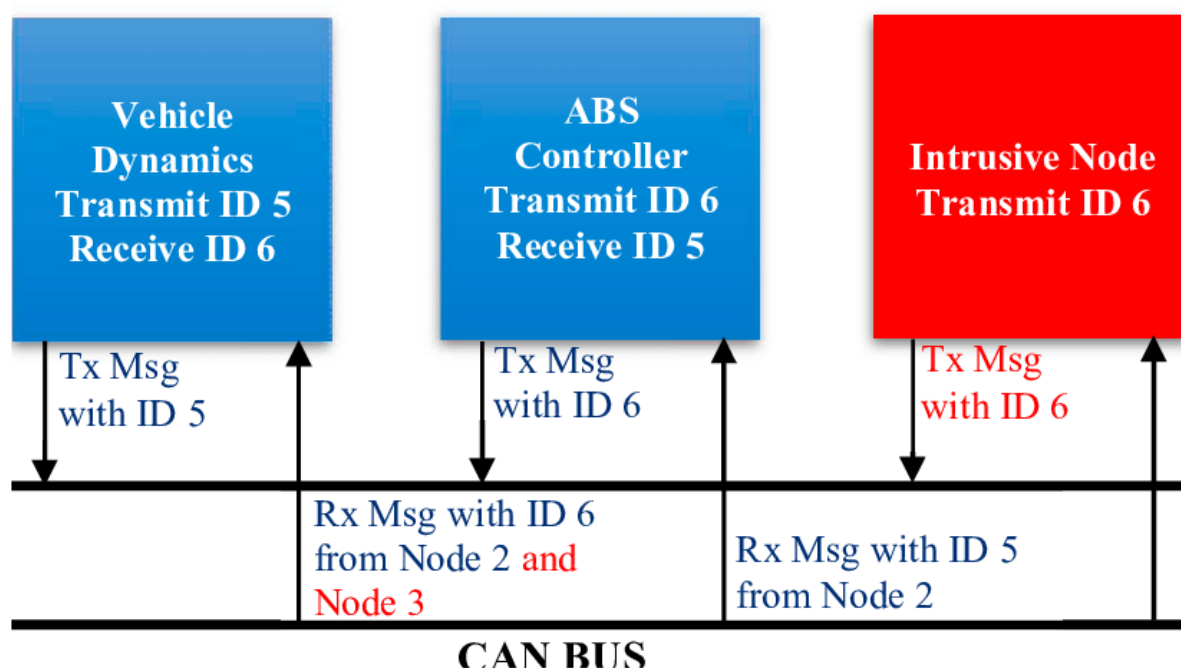 Vehicle
Dynamics
Transmit ID 5
Receive ID 6
ABS
Controller
Transmit ID 6
Receive ID 5
Intrusive Node
Transmit ID 6
Tx Msg
with ID 5
Tx Msg
with ID 6
Tx Msg
with ID 6
Rx Msg with ID 6
from Node 2 and
Node 3
Rx Msg with ID 5
from Node 2
CAN BUS